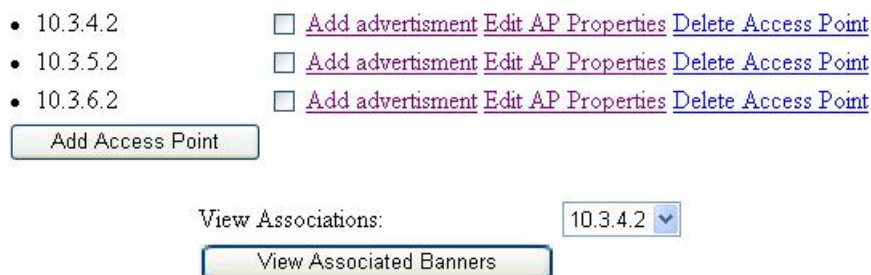 • 10.3.4.2 Add advertisment Edit AP Properties Delete Access Point
• 10.3.5.2 Add advertisment Edit AP Properties Delete Access Point
• 10.3.6.2 Add advertisment Edit AP Properties Delete Access Point
Add Access Point
View Associations: 10.3.4.2
View Associated Banners